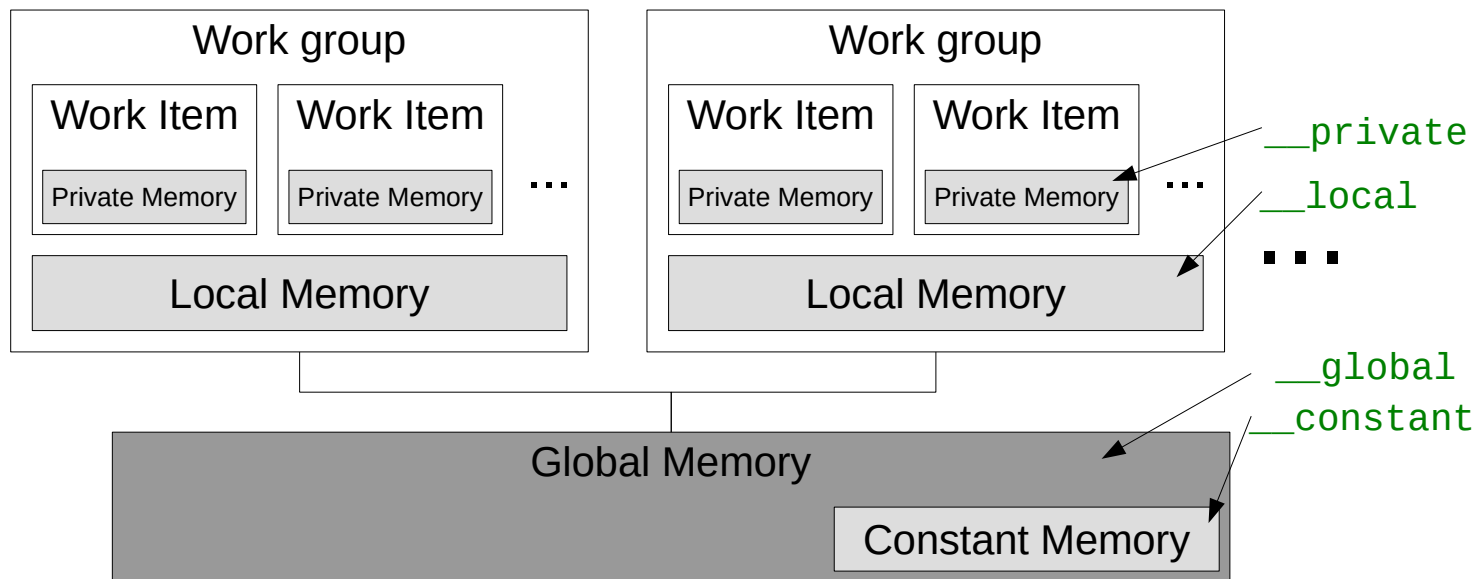 Work group
Work group
Work Item
Work Item
Work Item
Work Item
__private
Private Memory
Private Memory
...
Private Memory
Private Memory
...
__local
Local Memory
Local Memory
...
__global
__constant
Global Memory
Constant Memory